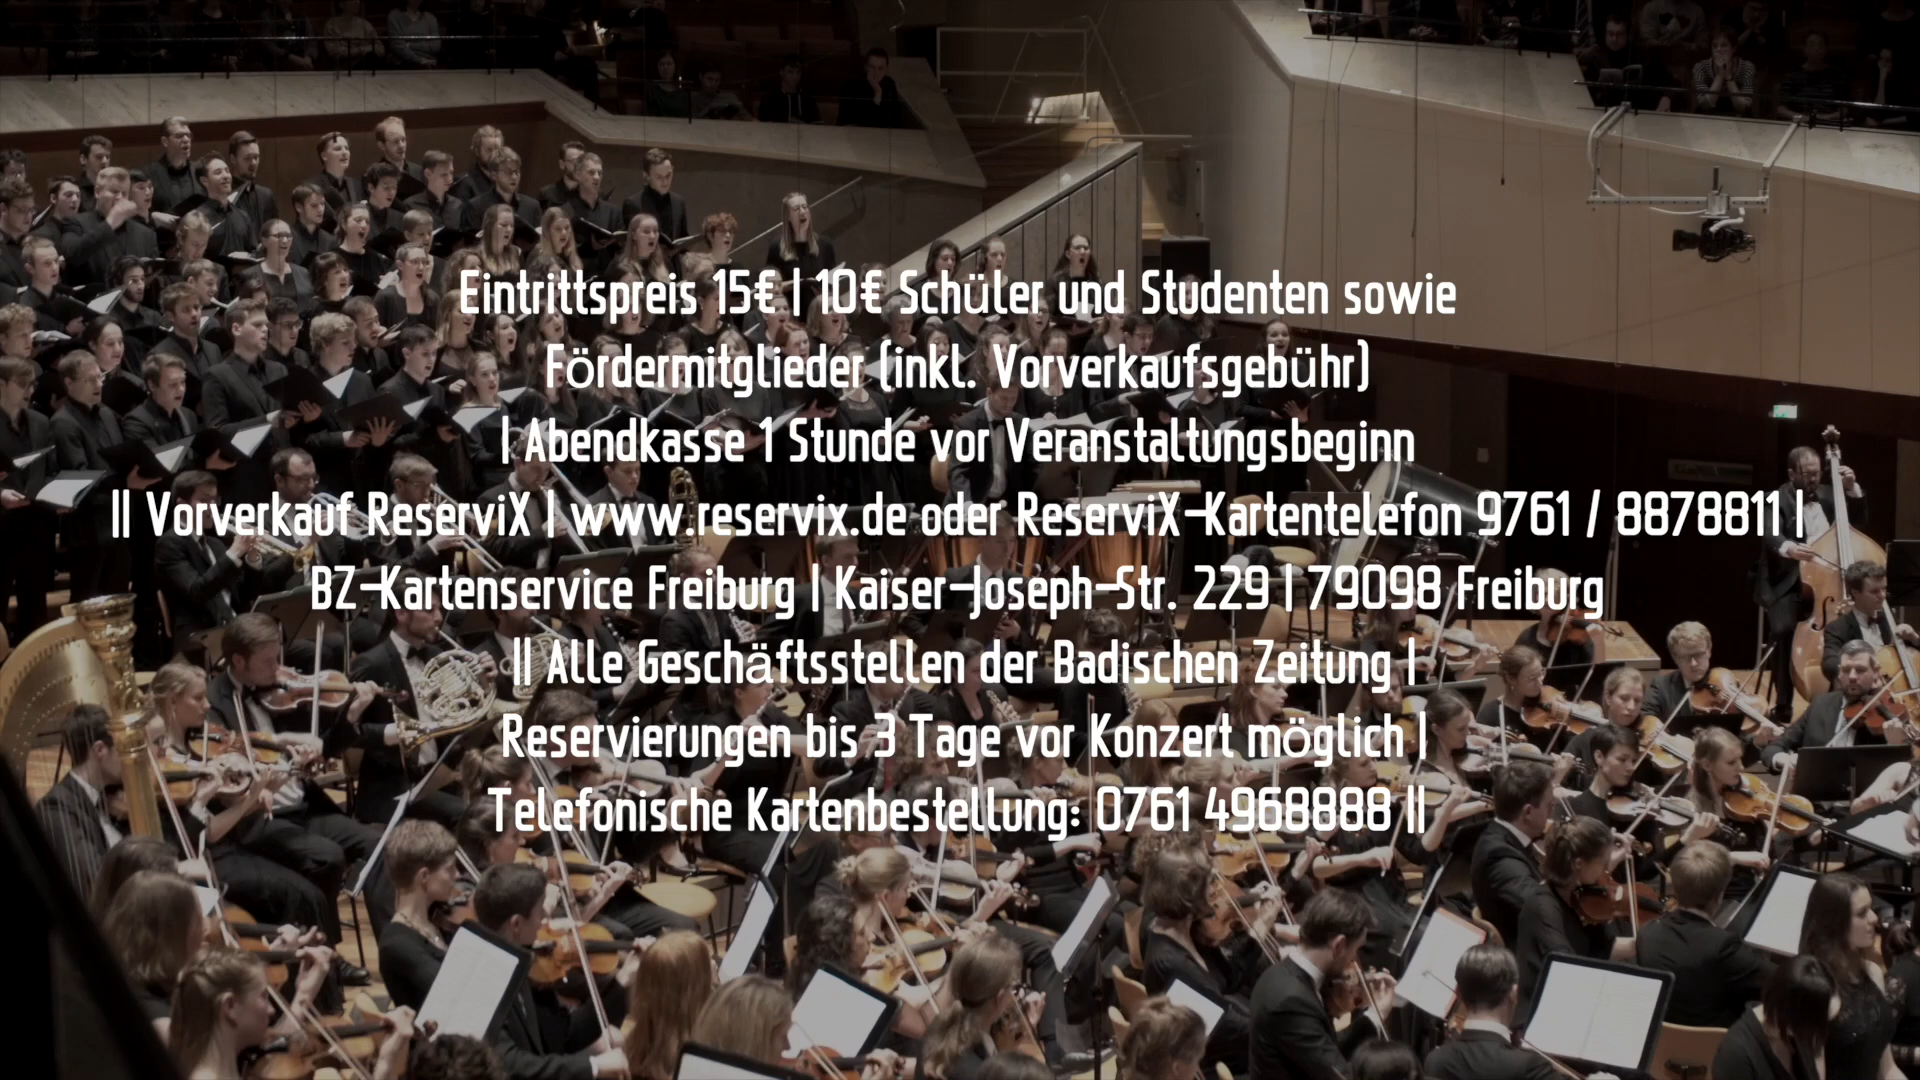 Eintrittspreis 15€ | 10€ Schüler und Studenten sowie
Fördermitglieder (inkl. Vorverkaufsgebühr)
| Abendkasse 1 Stunde vor Veranstaltungsbeginn
|| Vorverkauf ReserviX | www.reservix.de oder ReserviX-Kartentelefon 9761 / 8878811 |
BZ-Kartenservice Freiburg | Kaiser-Joseph-Str. 229 | 79098 Freiburg
|| Alle Geschäftsstellen der Badischen Zeitung |
Reservierungen bis 3 Tage vor Konzert möglich |
Telefonische Kartenbestellung: 0761 4968888 ||